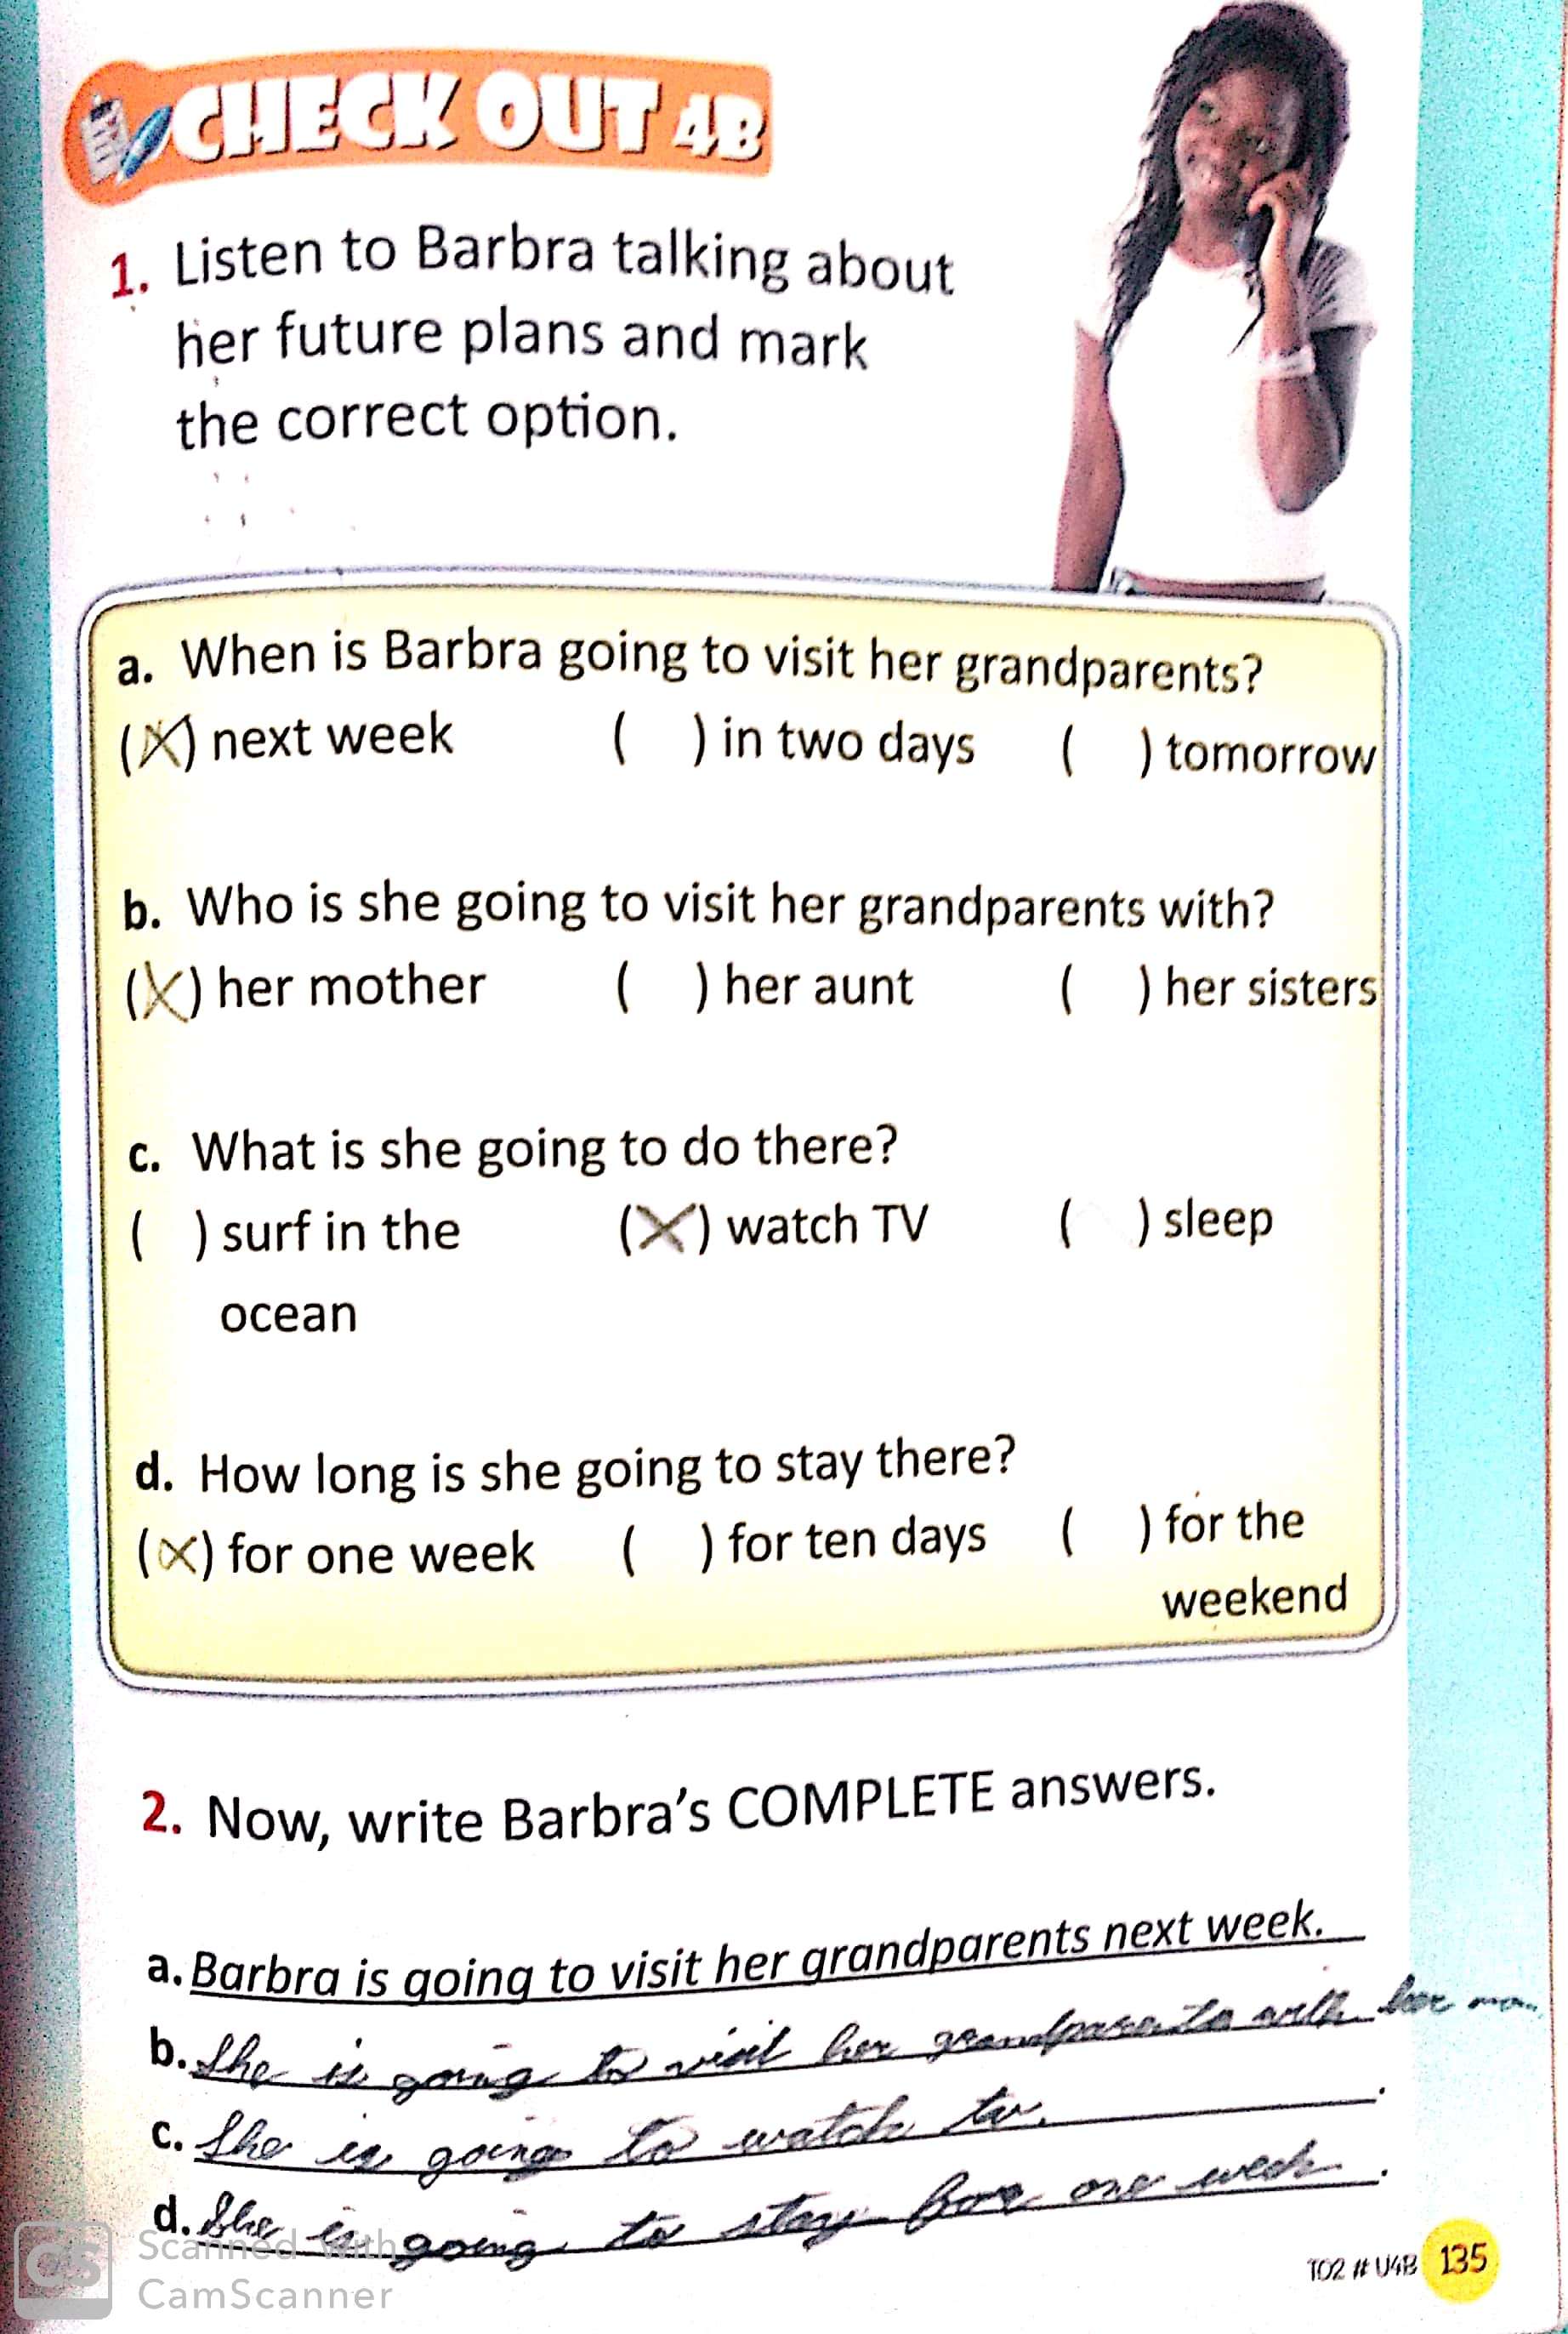 CHECK OUT 4B
1. Listen to Barbra talking about
her future plans and mark
the correct option.
a. When is Barbra going to visit her grandparents?
(X) next week ( ) in two days ( ) tomorrow
b. Who is she going to visit her grandparents with?
(X) her mother ( ) her aunt ( ) her sisters
c. What is she going to do there?
( ) surf in the (X) watch TV ( ) sleep
ocean
d. How long is she going to stay there?
(X) for one week ( ) for ten days ( ) for the
weekend
2. Now, write Barbra's COMPLETE answers.
a. Barbra is going to visit her grandparents next week.
b. She is going to visit her grandparents with her mom
c. She is going to watch tv.
d. She is going to stay for one week.
CS Scanned with
CamScanner
TO2 # U4B 135